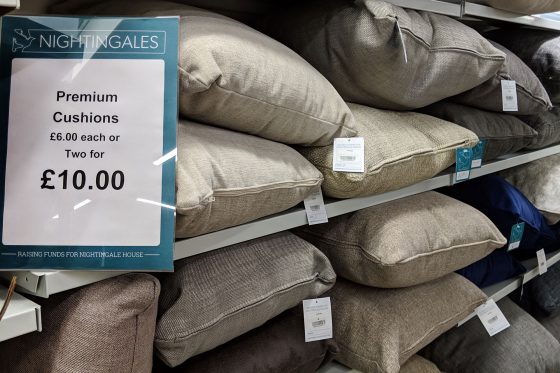 NIGHTINGALES
Premium
Cushions
£6.00 each or
Two for
£10.00
RAISING FUNDS FOR NIGHTINGALE HOUSE